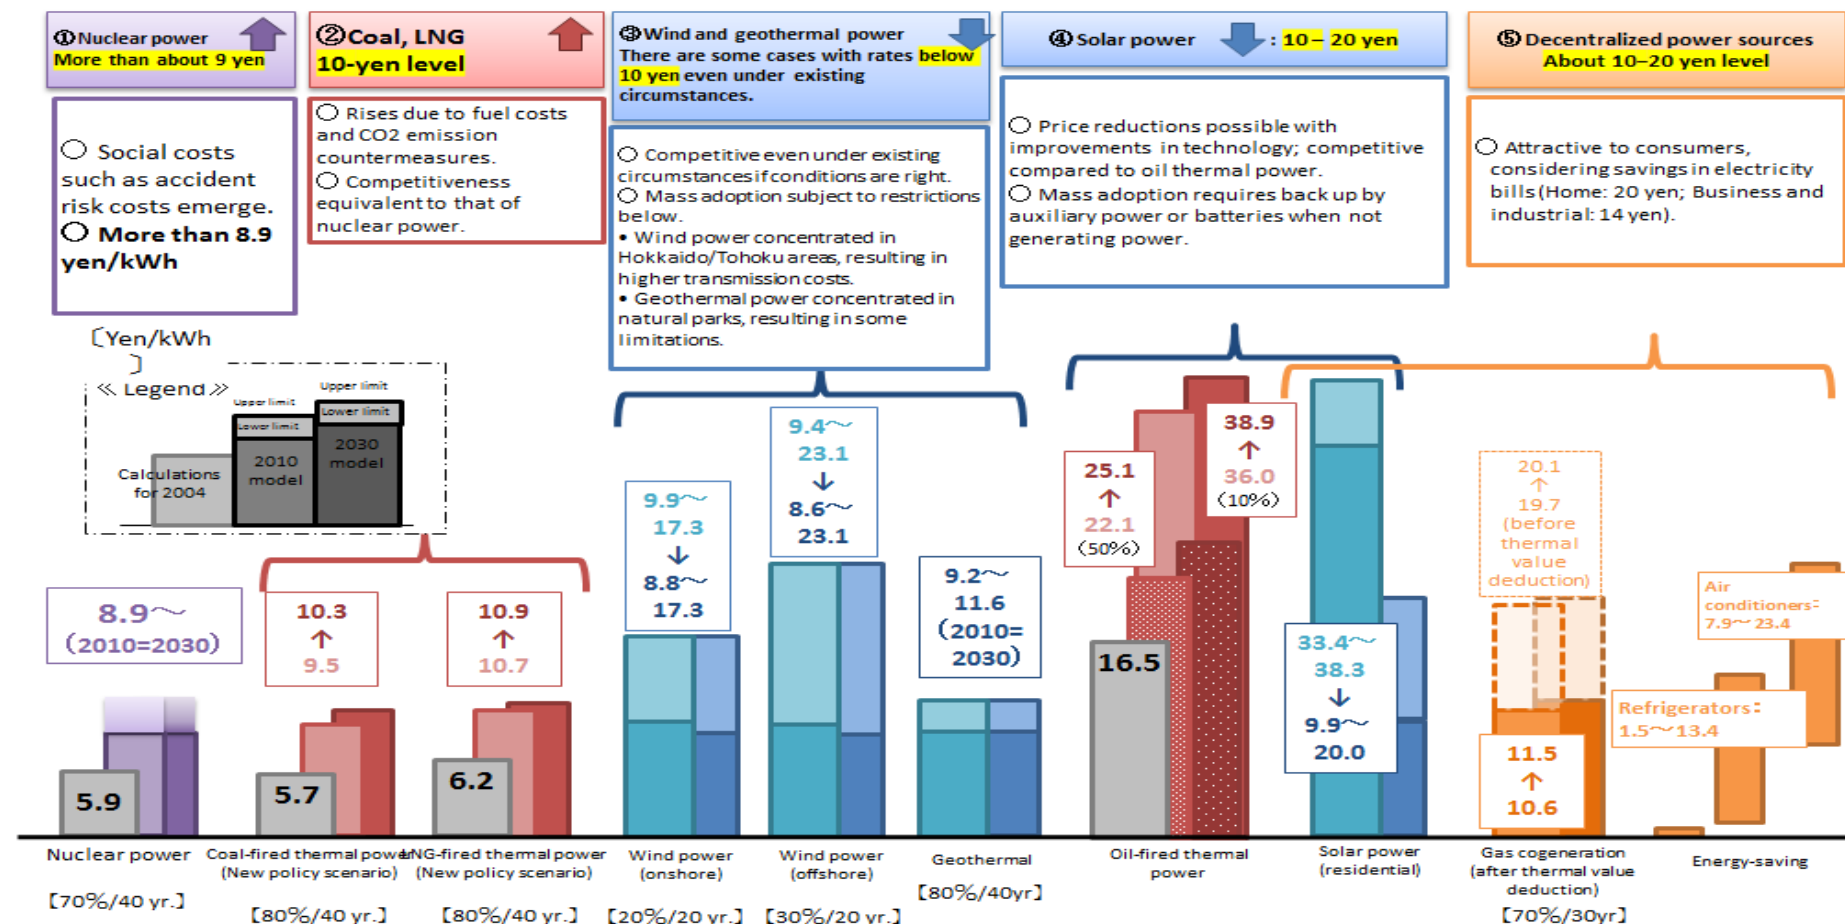 ①Nuclear power
More than about 9 yen
②Coal, LNG
10-yen level
③Wind and geothermal power
There are some cases with rates below
10 yen even under existing
circumstances.
④Solar power : 10– 20 yen
⑤ Decentralized power sources
About 10–20 yen level
○ Social costs
such as accident
risk costs emerge.
○ More than 8.9
yen/kWh
○ Rises due to fuel costs
and CO2 emission
countermeasures.
○ Competitiveness
equivalent to that of
nuclear power.
○ Competitive even under existing
circumstances if conditions are right.
○ Mass adoption subject to restrictions
below.
• Wind power concentrated in
Hokkaido/Tohoku areas, resulting in
higher transmission costs.
• Geothermal power concentrated in
natural parks, resulting in some
limitations.
○ Price reductions possible with
improvements in technology; competitive
compared to oil thermal power.
○ Mass adoption requires back up by
auxiliary power or batteries when not
generating power.
○ Attractive to consumers,
considering savings in electricity
bills (Home: 20 yen; Business and
industrial: 14 yen).
〔Yen/kWh
〕
≪ Legend ≫
Upper limit
Lower limit
Upper limit
Lower limit
Calculations
for 2004
2010
model
2030
model
8.9～
(2010=2030)
10.3
↑
9.5
10.9
↑
10.7
9.9～
17.3
↓
8.8～
17.3
9.4～
23.1
↓
8.6～
23.1
9.2～
11.6
(2010=
2030)
25.1
↑
22.1
(50%)
38.9
↑
36.0
(10%)
33.4～
38.3
↓
9.9～
20.0
20.1
↑
19.7
(before
thermal
value
deduction)
11.5
↑
10.6
Air
conditioners:
7.9～ 23.4
Refrigerators:
1.5～13.4
5.9
5.7
6.2
16.5
Nuclear power
【70%/40 yr.】
Coal-fired thermal power
(New policy scenario)
【80%/40 yr.】
LNG-fired thermal power
(New policy scenario)
【80%/40 yr.】
Wind power
(onshore)
【20%/20 yr.】
Wind power
(offshore)
【30%/20 yr.】
Geothermal
【80%/40yr】
Oil-fired thermal
power
Solar power
(residential)
Gas cogeneration
(after thermal value
deduction)
【70%/30yr】
Energy-saving